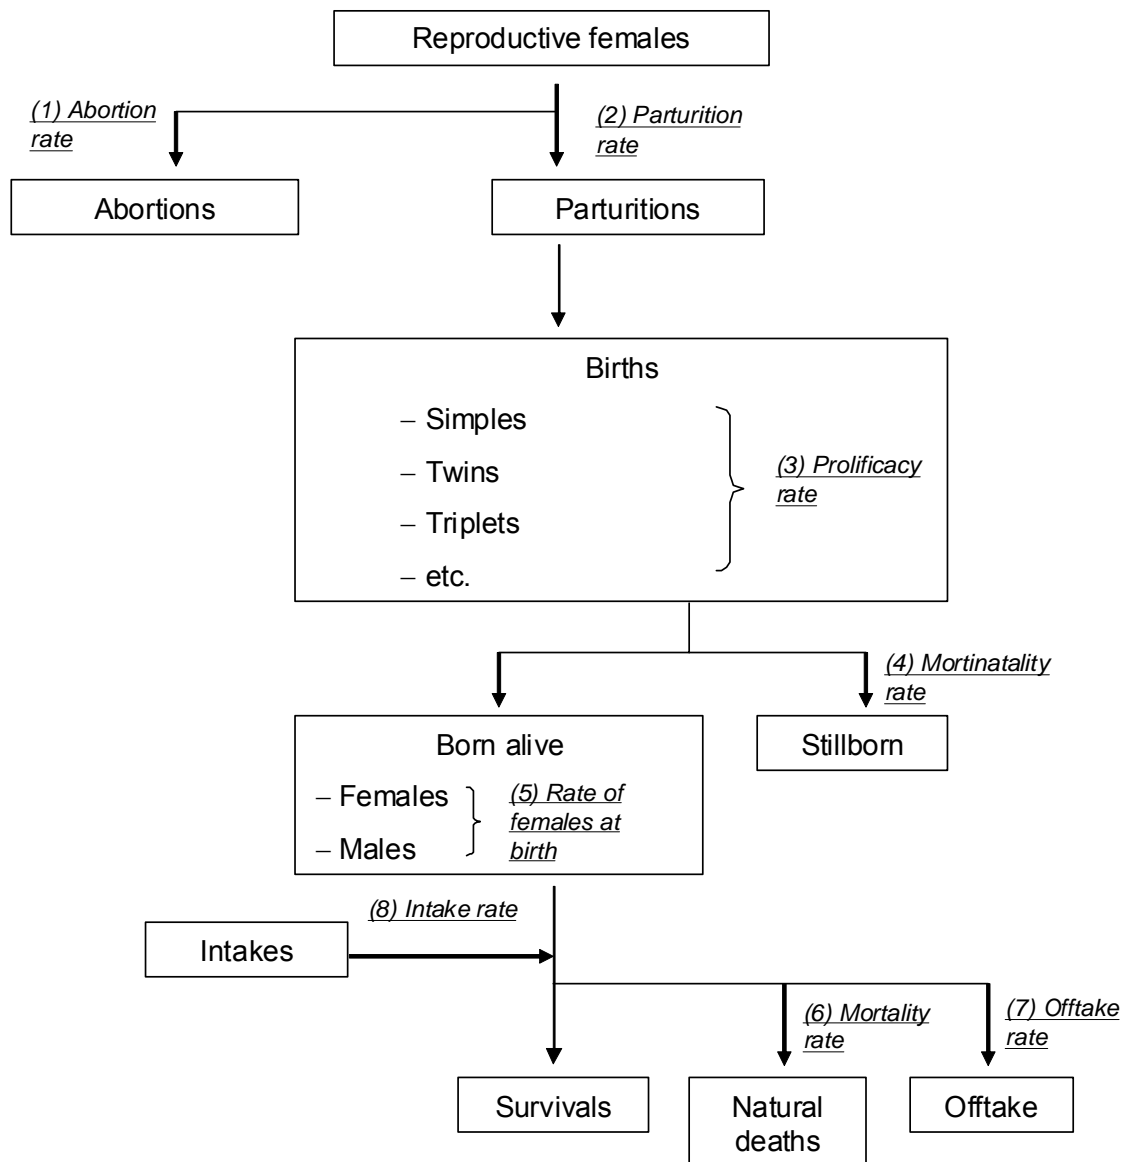 Reproductive females
(1) Abortion
rate
(2) Parturition
rate
Abortions
Parturitions
Births
– Simples
– Twins
– Triplets
– etc.
(3) Prolificacy
rate
(4) Mortinatality
rate
Born alive
– Females
– Males
(5) Rate of
females at
birth
Stillborn
(8) Intake rate
Intakes
(6) Mortality
rate
(7) Offtake
rate
Survivals
Natural
deaths
Offtake